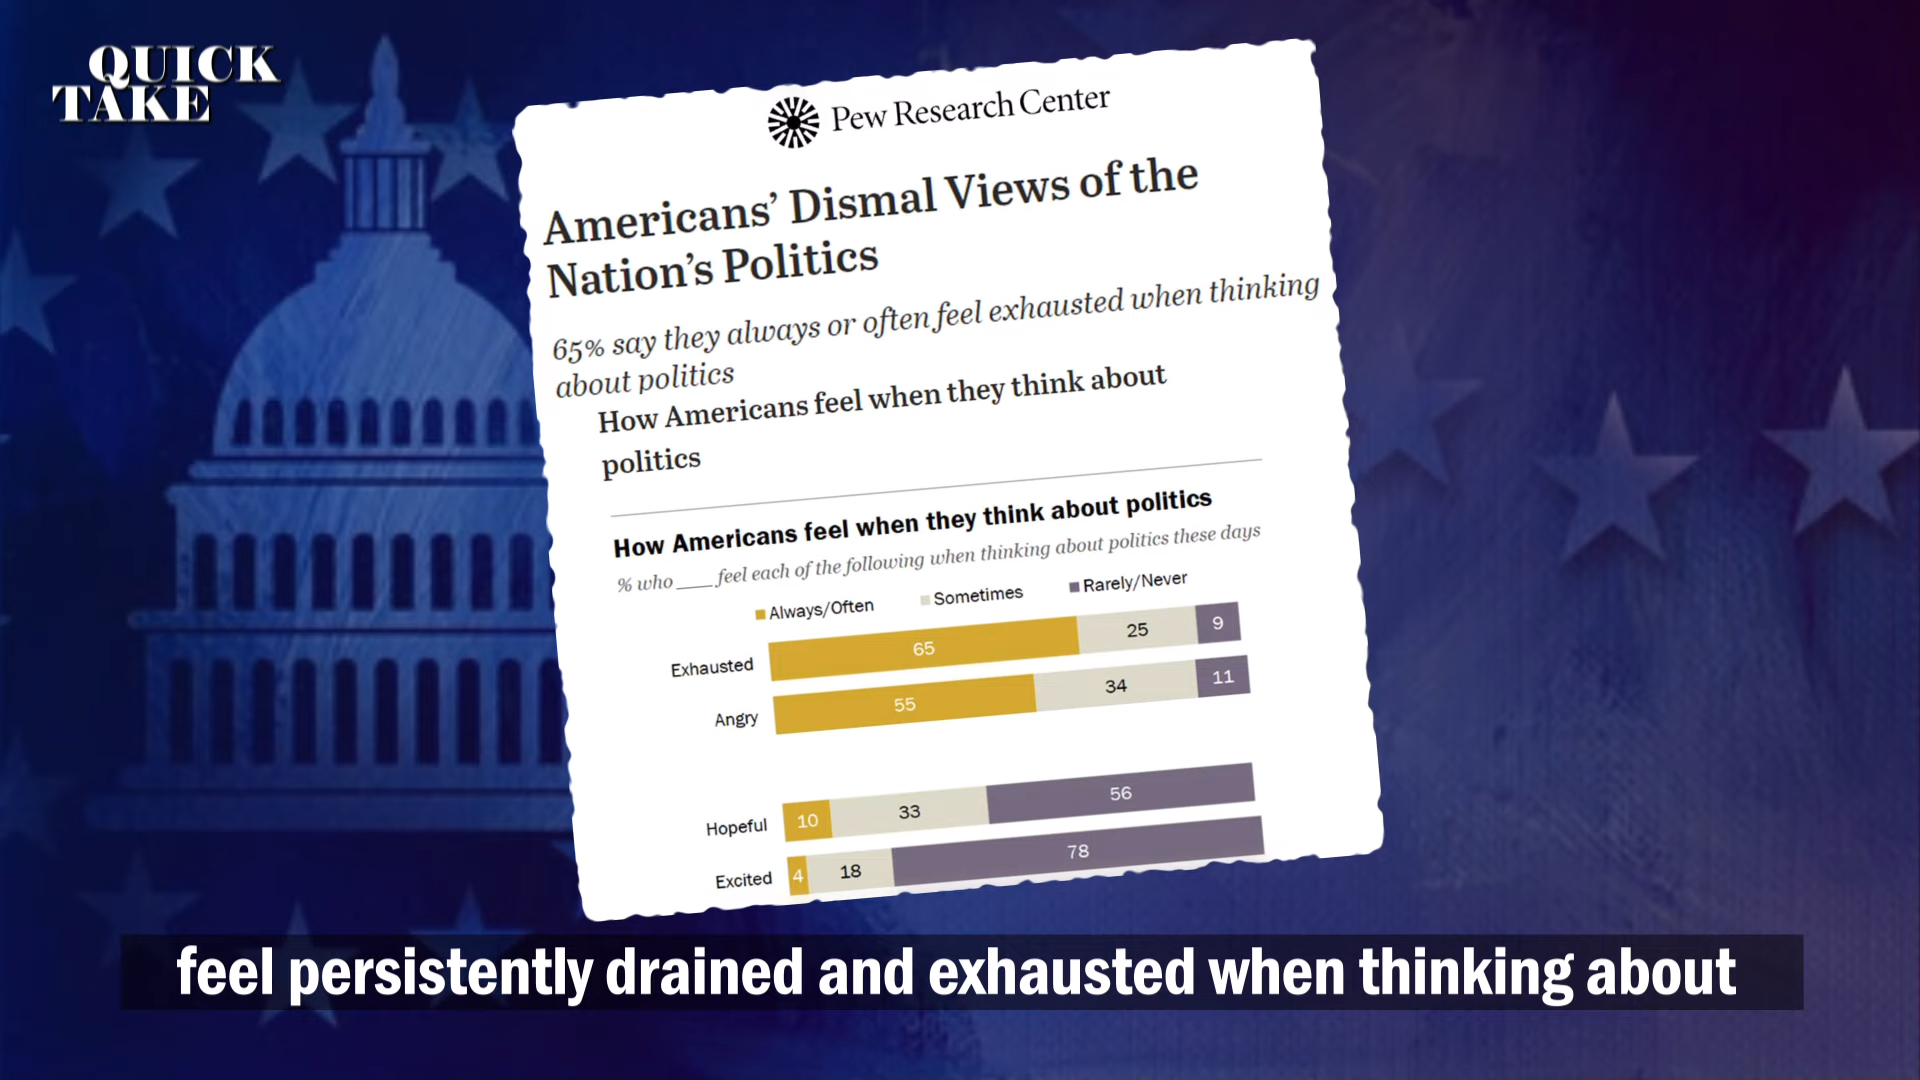 QUICK
TAKE
Pew Research Center
Americans’ Dismal Views of the
Nation’s Politics
65% say they always or often feel exhausted when thinking
about politics
How Americans feel when they think about
politics
How Americans feel when they think about politics
% who ____ feel each of the following when thinking about politics these days
Always/Often Sometimes Rarely/Never
Exhausted 65 25 9
Angry 55 34 11
Hopeful 10 33 56
Excited 4 18 78
feel persistently drained and exhausted when thinking about